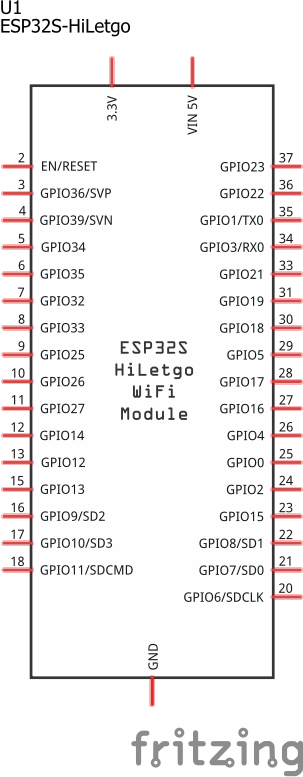 U1
ESP32S-HiLetgo
3.3V
VIN 5V
2 EN/RESET
GPIO23 37
3 GPIO36/SVP
GPIO22 36
4 GPIO39/SVN
GPIO1/TX0 35
5 GPIO34
GPIO3/RX0 34
6 GPIO35
GPIO21 33
7 GPIO32
GPIO19 31
8 GPIO33
GPIO18 30
9 GPIO25
GPIO5 29
10 GPIO26
GPIO17 28
11 GPIO27
GPIO16 27
12 GPIO14
GPIO4 26
13 GPIO12
GPIO0 25
15 GPIO13
GPIO2 24
16 GPIO9/SD2
GPIO15 23
17 GPIO10/SD3
GPIO8/SD1 22
18 GPIO11/SDCMD
GPIO7/SD0 21
GPIO6/SDCLK 20
ESP32S
HiLetgo
WiFi
Module
GND
fritzing